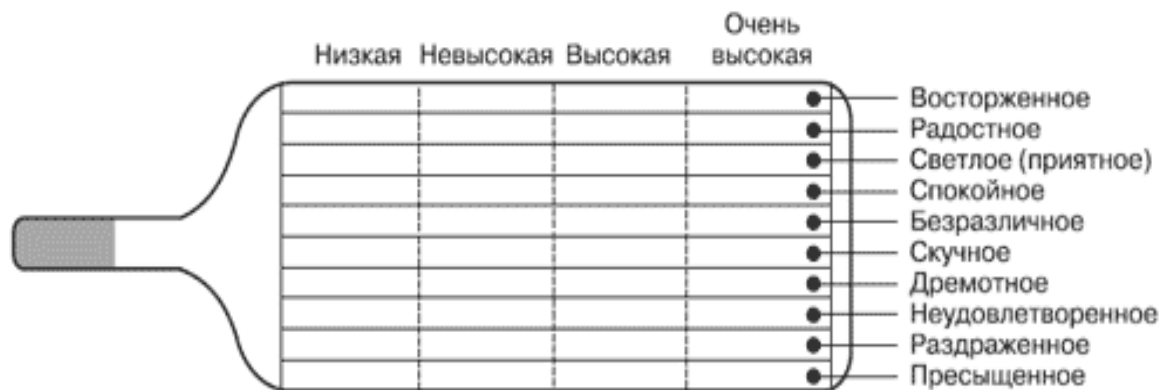 Низкая Невысокая Высокая Очень высокая
Восторженное
Радостное
Светлое (приятное)
Спокойное
Безразличное
Скучное
Дремотное
Неудовлетворенное
Раздраженное
Пресыщенное